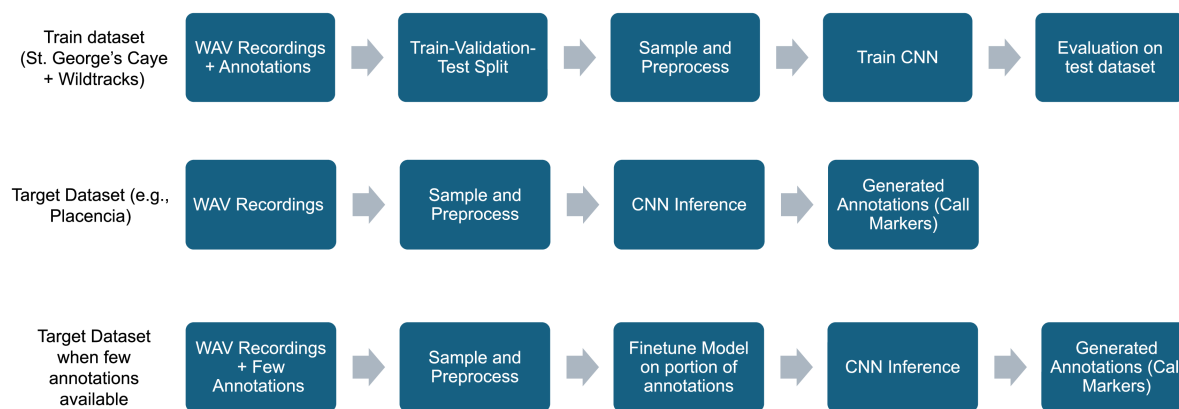 Train dataset
(St. George's Caye
+ Wildtracks)
WAV Recordings
+ Annotations
Train-Validation-
Test Split
Sample and
Preprocess
Train CNN
Evaluation on
test dataset
Target Dataset (e.g.,
Placencia)
WAV Recordings
Sample and
Preprocess
CNN Inference
Generated
Annotations (Call
Markers)
Target Dataset
when few
annotations
available
WAV Recordings
+ Few
Annotations
Sample and
Preprocess
Finetune Model
on portion of
annotations
CNN Inference
Generated
Annotations (Call
Markers)